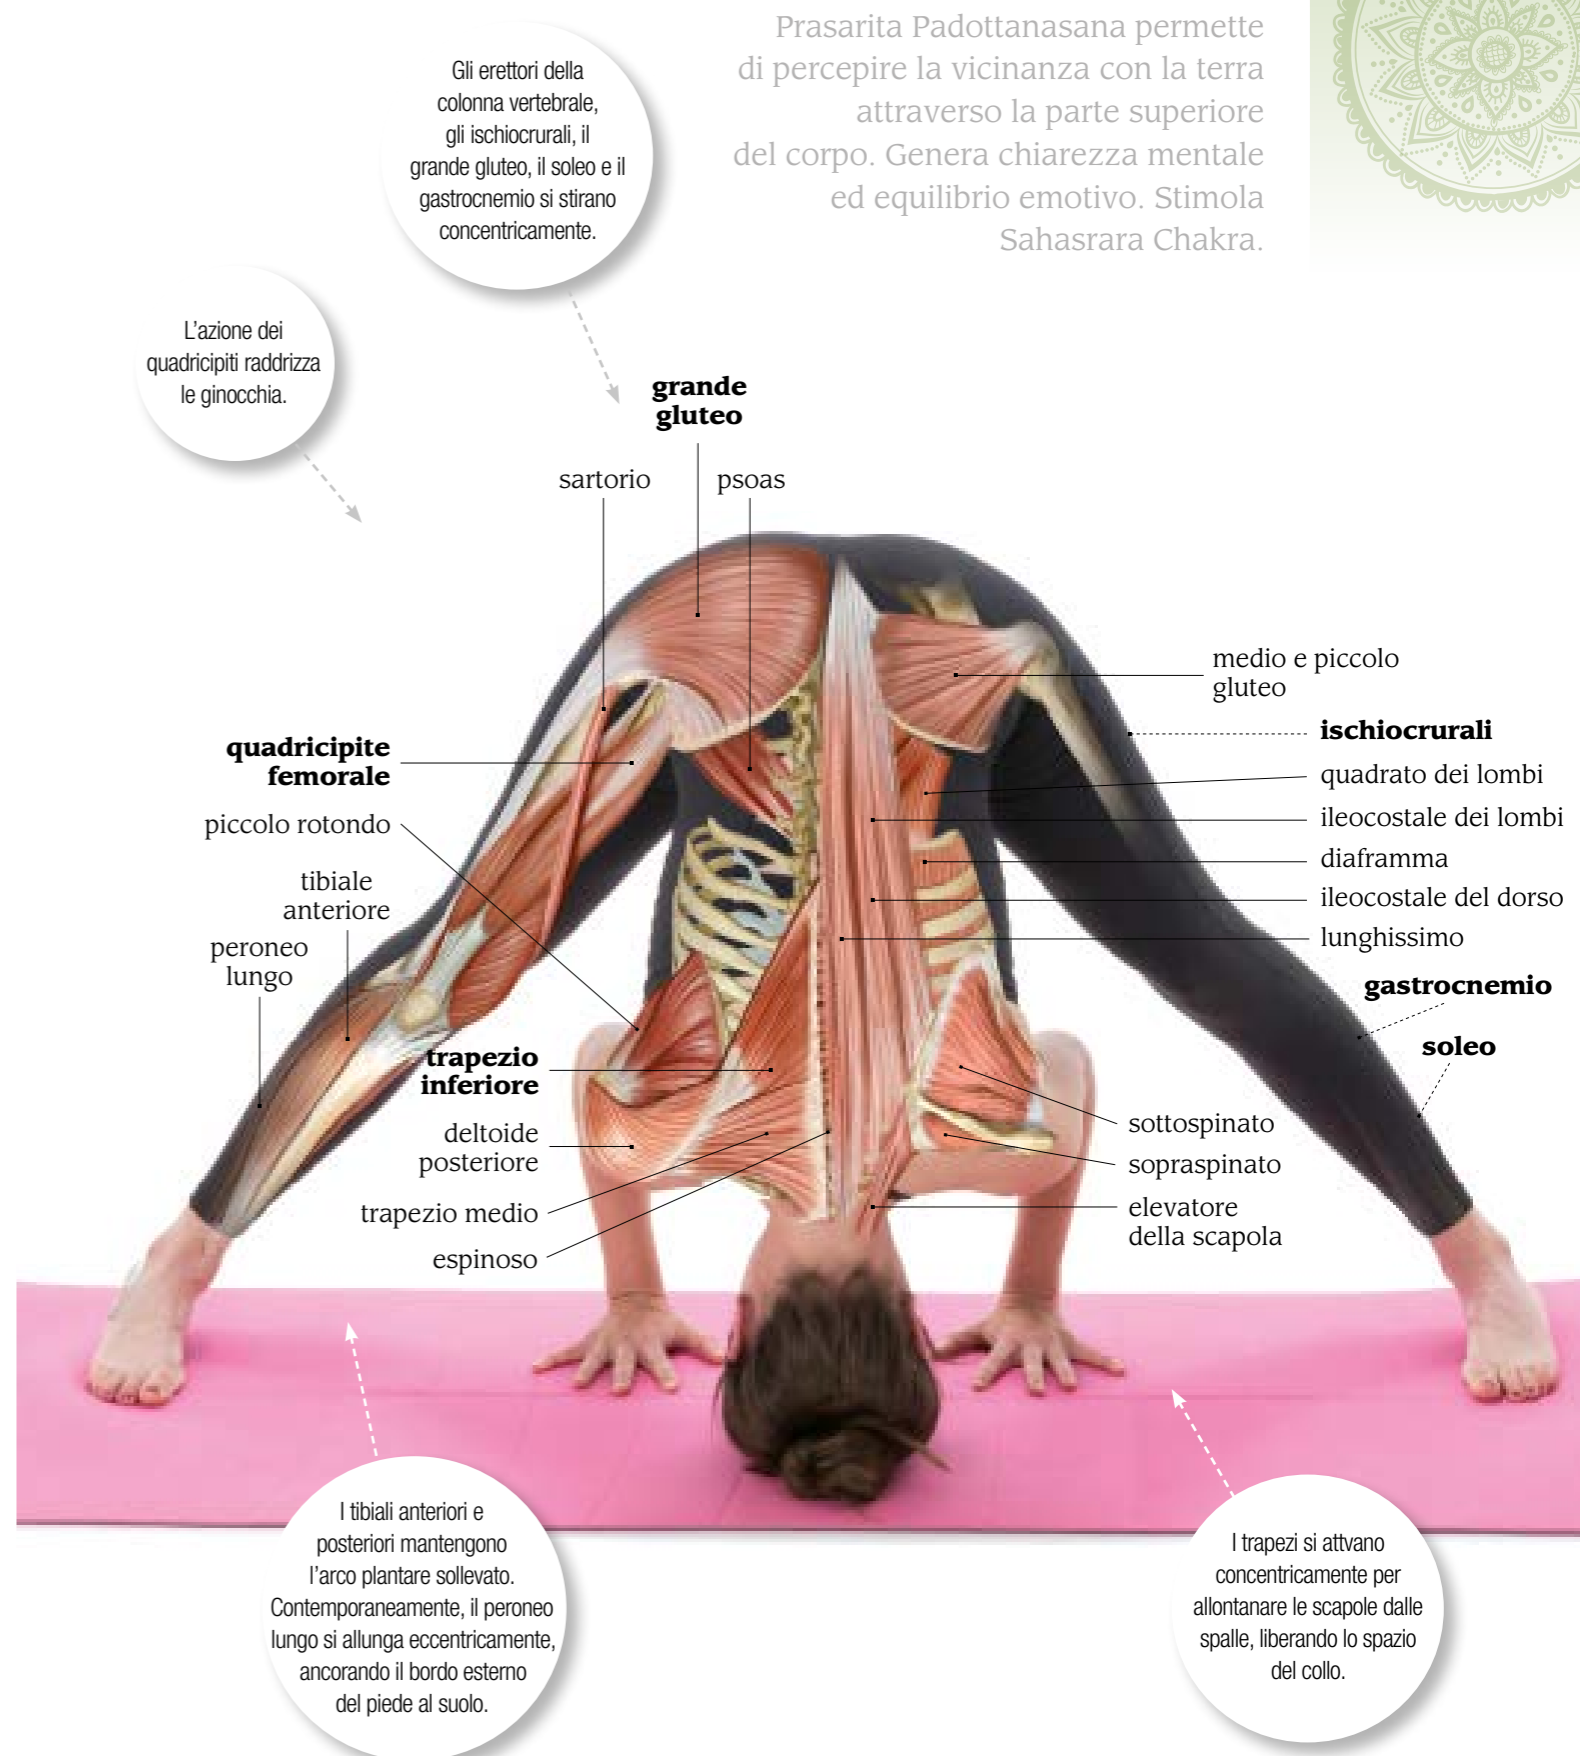 Prasarita Padottanasana permette
di percepire la vicinanza con la terra
attraverso la parte superiore
del corpo. Genera chiarezza mentale
ed equilibrio emotivo. Stimola
Sahasrara Chakra.
Gli erettori della
colonna vertebrale,
gli ischiocrurali, il
grande gluteo, il soleo e il
gastrocnemio si stirano
concentricamente.
L'azione dei
quadricipiti raddrizza
le ginocchia.
grande
gluteo
sartorio
psoas
medio e piccolo
gluteo
ischiocrurali
quadrato dei lombi
ileocostale dei lombi
diaframma
ileocostale del dorso
lunghissimo
gastrocnemio
soleo
quadricipite
femorale
piccolo rotondo
tibiale
anteriore
peroneo
lungo
trapezio
inferiore
deltoide
posteriore
trapezio medio
espinoso
sottospinato
sopraspinato
elevatore
della scapola
I tibiali anteriori e
posteriori mantengono
l'arco plantare sollevato.
Contemporaneamente, il peroneo
lungo si allunga eccentricamente,
ancorando il bordo esterno
del piede al suolo.
I trapezi si attvano
concentricamente per
allontanare le scapole dalle
spalle, liberando lo spazio
del collo.